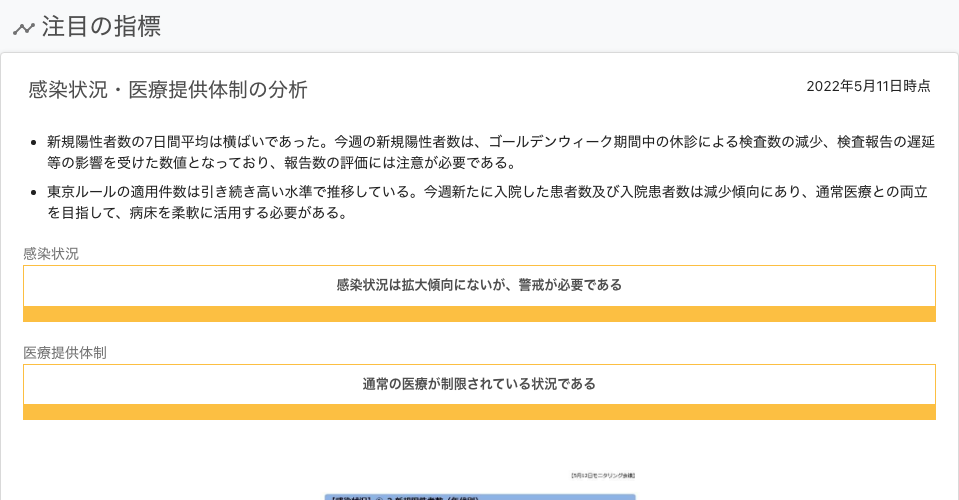 注目の指標
感染状況・医療提供体制の分析
2022年5月11日時点
新規陽性者数の7日間平均は横ばいであった。今週の新規陽性者数は、ゴールデンウィーク期間中の休診による検査数の減少、検査報告の遅延
等の影響を受けた数値となっており、報告数の評価には注意が必要である。
東京ルールの適用件数は引き続き高い水準で推移している。今週新たに入院した患者数及び入院患者数は減少傾向にあり、通常医療との両立
を目指して、病床を柔軟に活用する必要がある。
感染状況
感染状況は拡大傾向にないが、警戒が必要である
医療提供体制
通常の医療が制限されている状況である